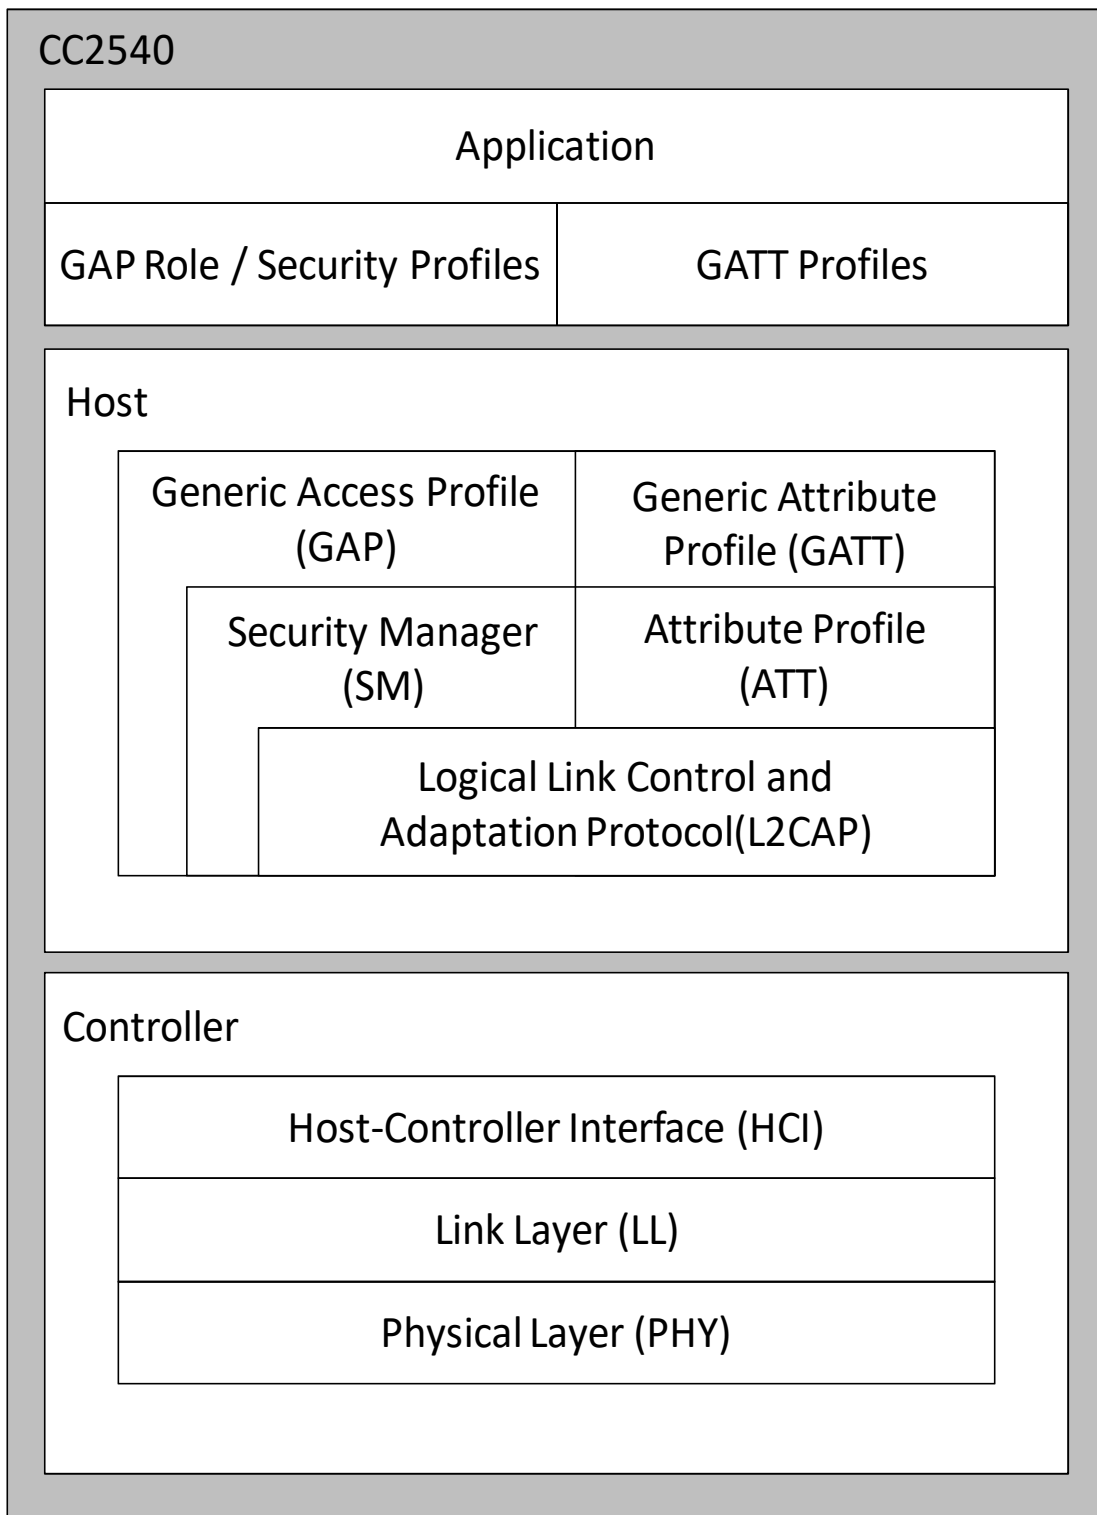 CC2540
Application
GAP Role / Security Profiles
GATT Profiles
Host
Generic Access Profile
(GAP)
Generic Attribute
Profile (GATT)
Security Manager
(SM)
Attribute Profile
(ATT)
Logical Link Control and
Adaptation Protocol(L2CAP)
Controller
Host-Controller Interface (HCI)
Link Layer (LL)
Physical Layer (PHY)